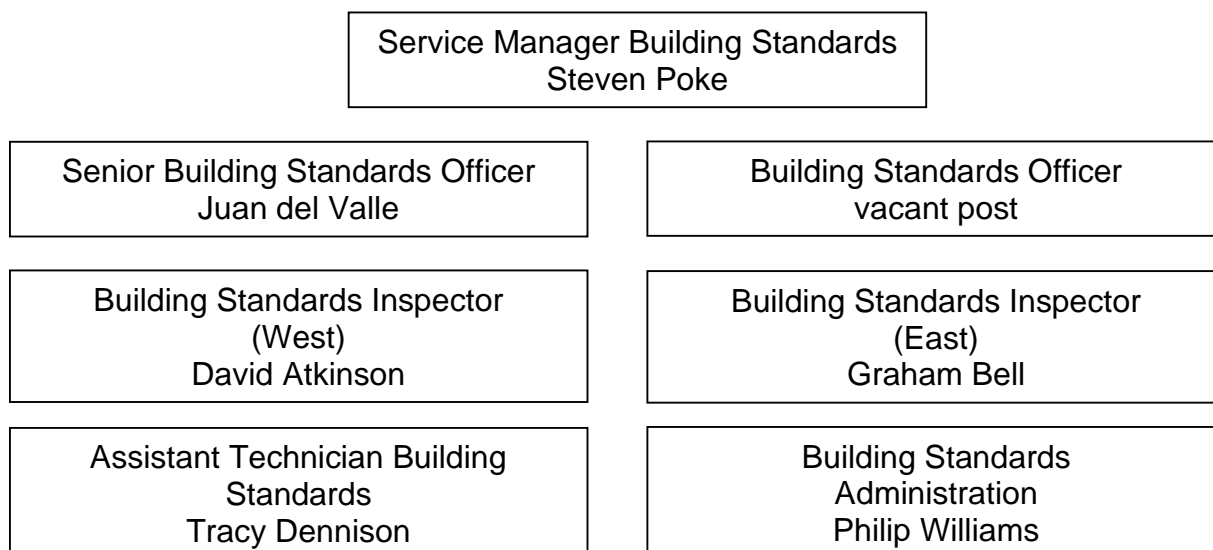 Service Manager Building Standards
Steven Poke
Senior Building Standards Officer
Juan del Valle
Building Standards Officer
vacant post
Building Standards Inspector
(West)
David Atkinson
Building Standards Inspector
(East)
Graham Bell
Assistant Technician Building
Standards
Tracy Dennison
Building Standards
Administration
Philip Williams